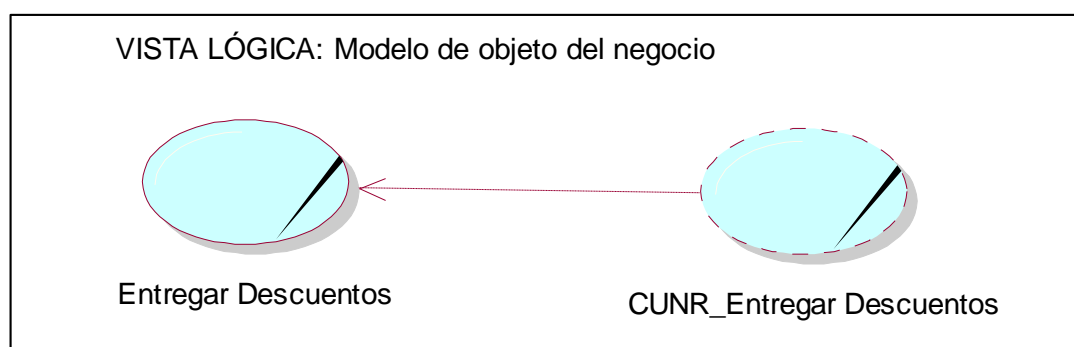 VISTA LÓGICA: Modelo de objeto del negocio
Entregar Descuentos
CUNR_Entregar Descuentos